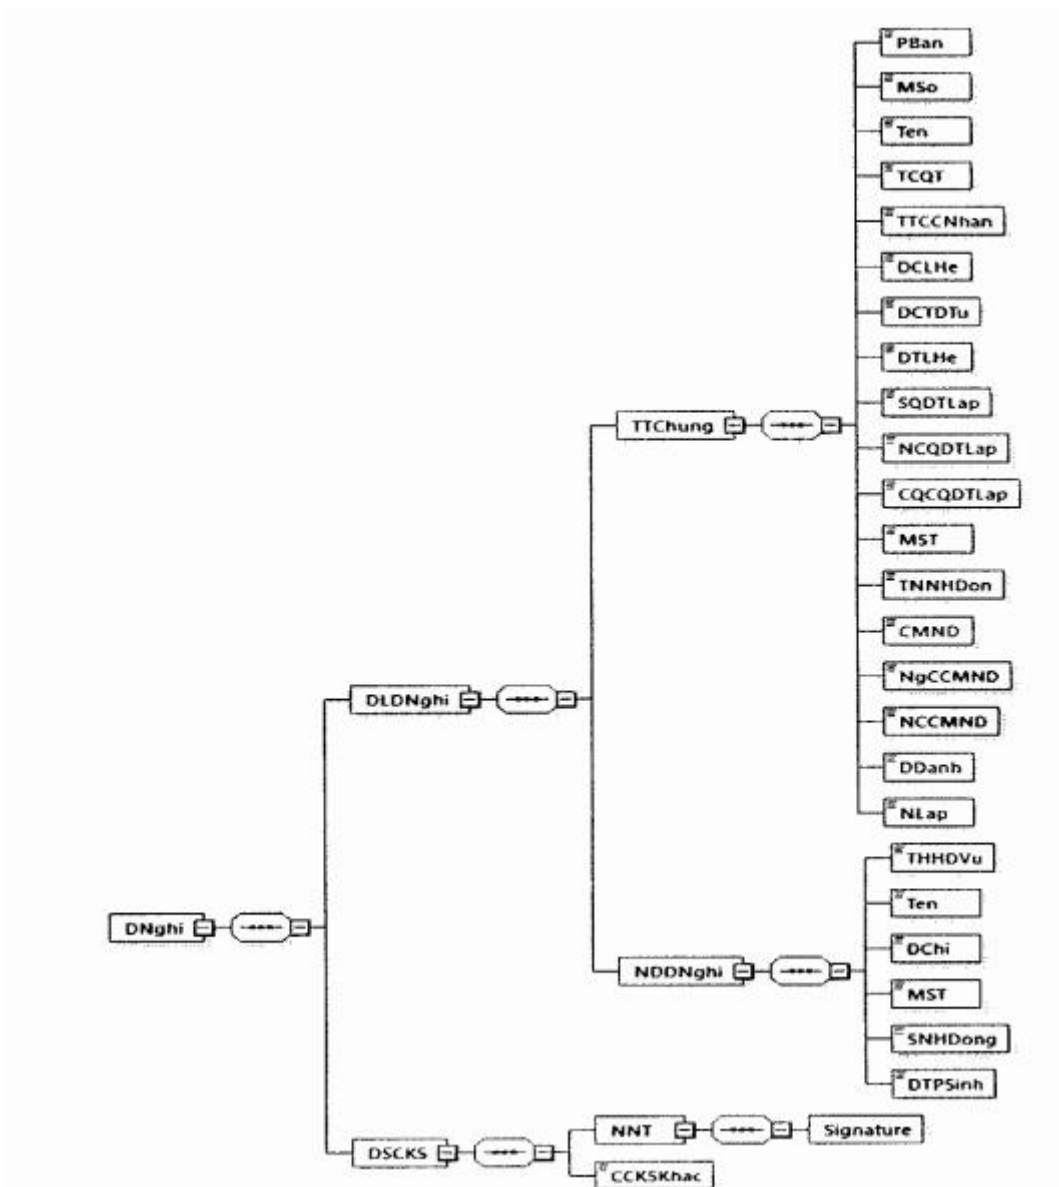 PBan
MSo
Ten
TCQT
TTCCNhan
DCLHe
DCTDTu
DTLHe
SQDTLap
TTChung
NCQDTLap
CQCQDTLap
MST
TNNHDon
CMND
NgCCMND
DLDNghi
NCCMND
DDanh
NLap
THHDVu
Ten
DNghi
DChi
NDDNghi
MST
SNHDong
DTPSinh
NNT
Signature
DSCKS
CCKSKhac